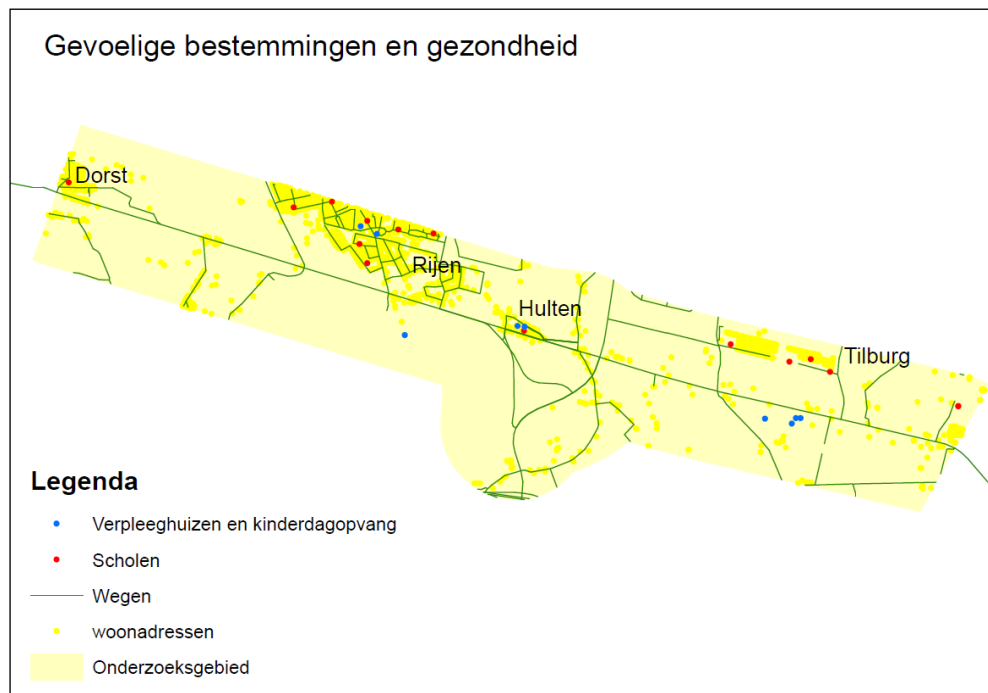 Gevoelige bestemmingen en gezondheid
Dorst
Rijen
Hulten
Tilburg
Legenda
Verpleeghuizen en kinderdagopvang
Scholen
Wegen
woonadressen
Onderzoeksgebied